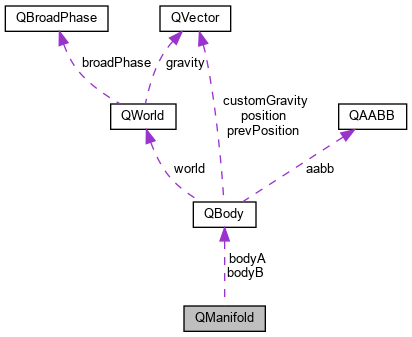 QBroadPhase
QVector
broadPhase
gravity
customGravity
position
prevPosition
QWorld
QAABB
world
aabb
QBody
bodyA
bodyB
QManifold